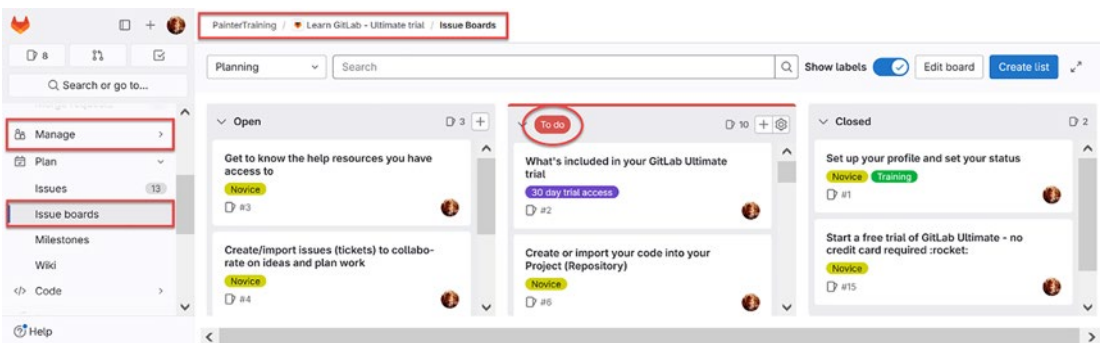 PainterTraining / Learn GitLab - Ultimate trial / Issue Boards
8
Search or go to...
Manage
Plan
Issues 13
Issue boards
Milestones
Wiki
Code
Help
Planning
Search
Show labels
Edit board
Create list
Open 3
Get to know the help resources you have
access to
Novice
#3
Create/import issues (tickets) to collabo-
rate on ideas and plan work
Novice
#4
To do 10
What's included in your GitLab Ultimate
trial
30 day trial access
#2
Create or import your code into your
Project (Repository)
Novice
#6
Closed 2
Set up your profile and set your status
Novice Training
#1
Start a free trial of GitLab Ultimate - no
credit card required :rocket:
Novice
#15